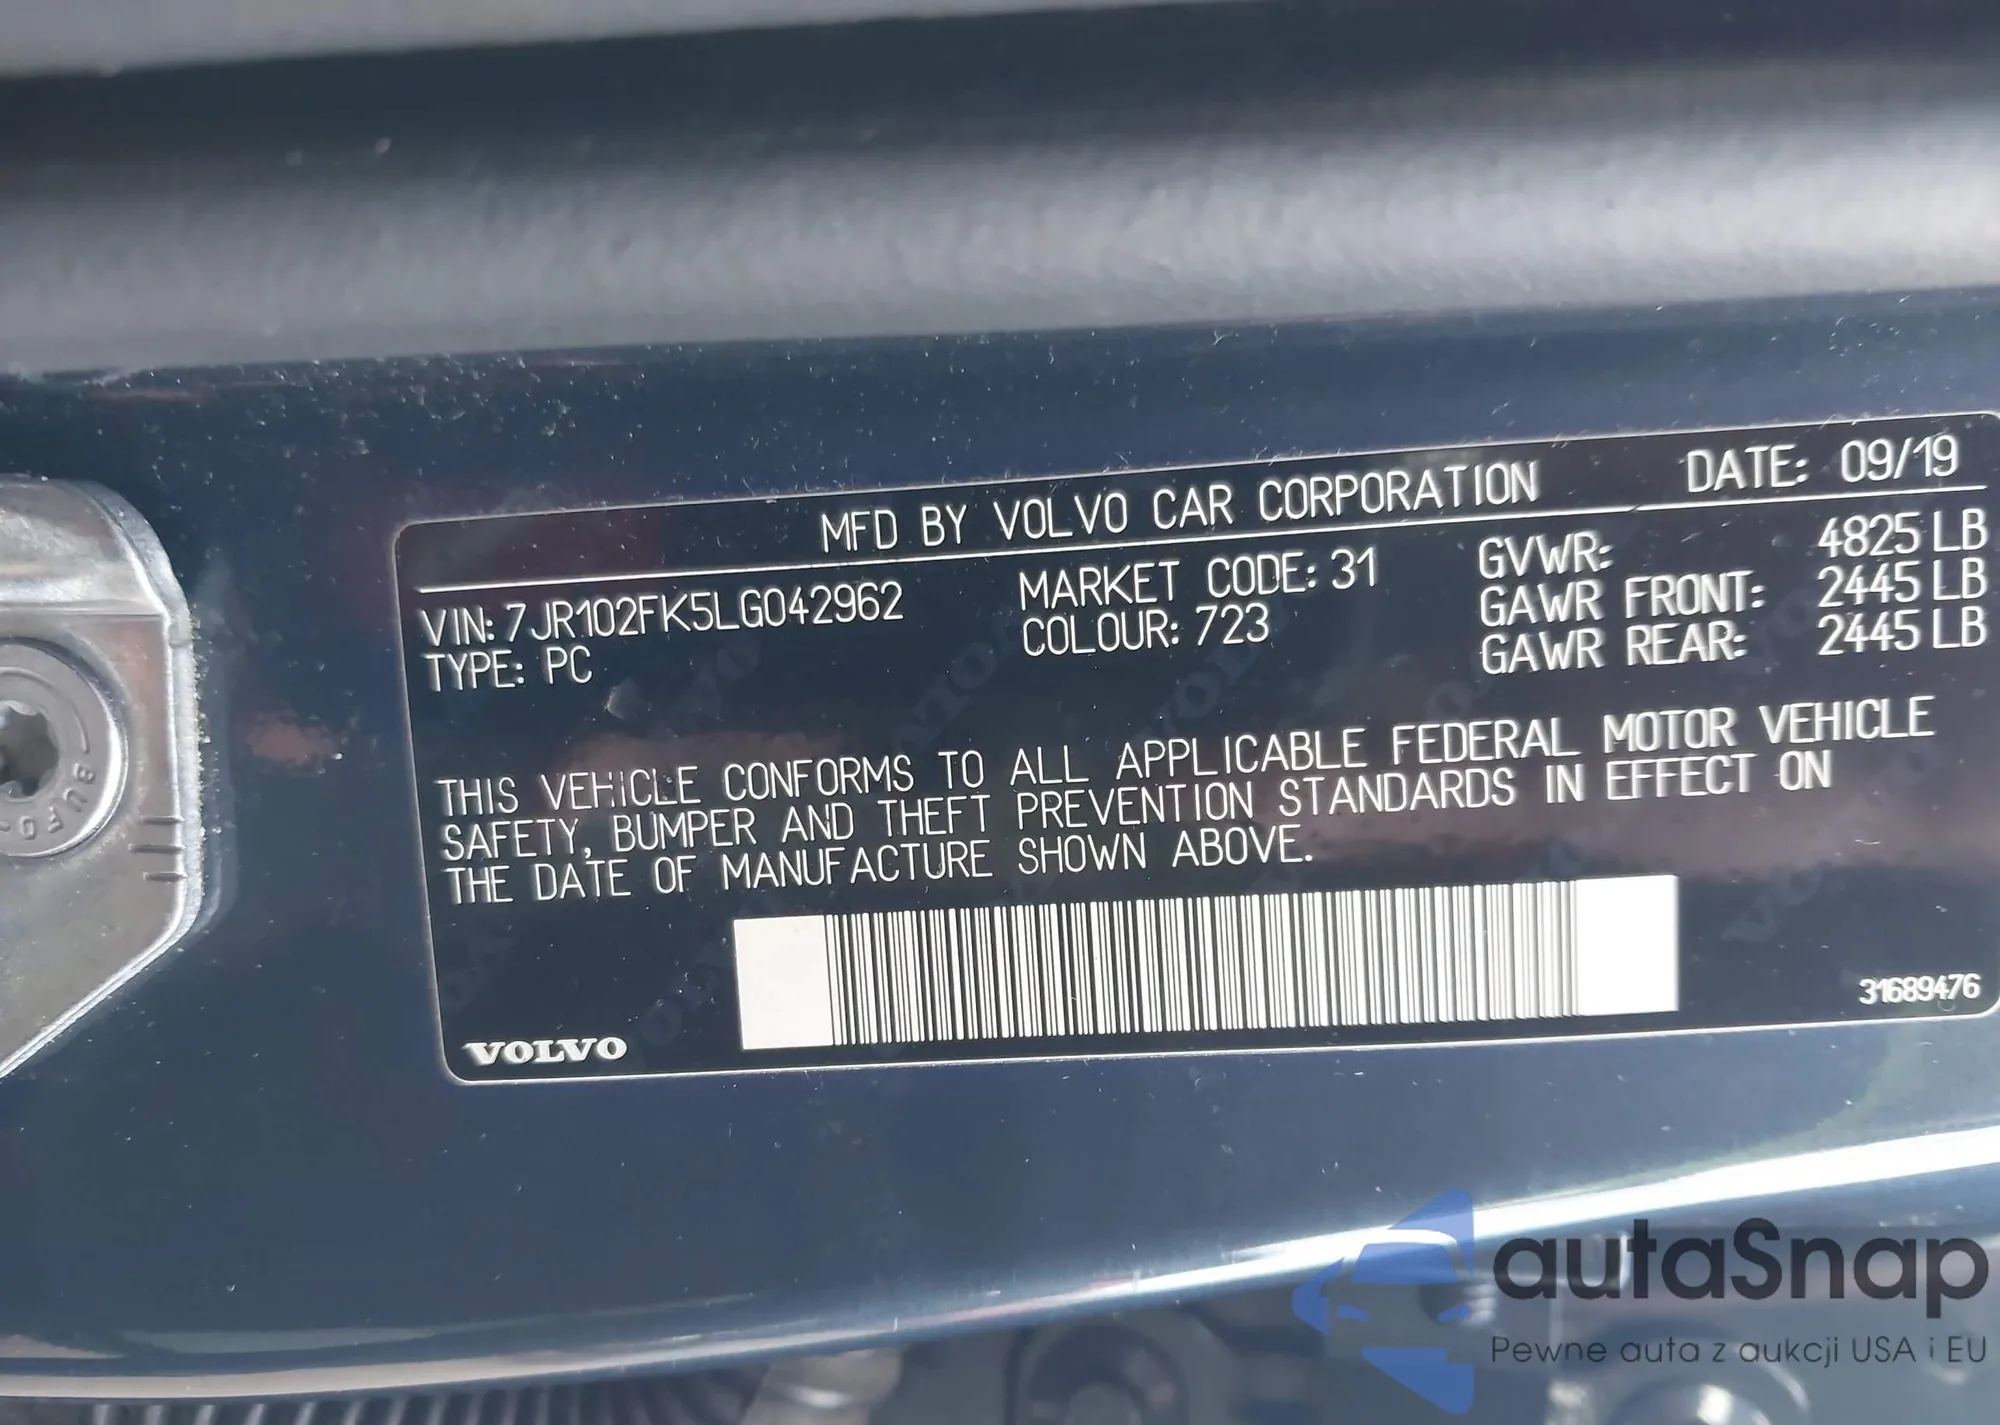 MFD BY VOLVO CAR CORPORATION DATE: 09/19
VIN: 7JR102FK5LG042962 MARKET CODE: 31 GVWR: 4825 LB
TYPE: PC COLOUR: 723 GAWR FRONT: 2445 LB
GAWR REAR: 2445 LB
THIS VEHICLE CONFORMS TO ALL APPLICABLE FEDERAL MOTOR VEHICLE
SAFETY, BUMPER AND THEFT PREVENTION STANDARDS IN EFFECT ON
THE DATE OF MANUFACTURE SHOWN ABOVE.
31689476
VOLVO
BUFO
autaSnap
Pewne auta z aukcji USA i EU